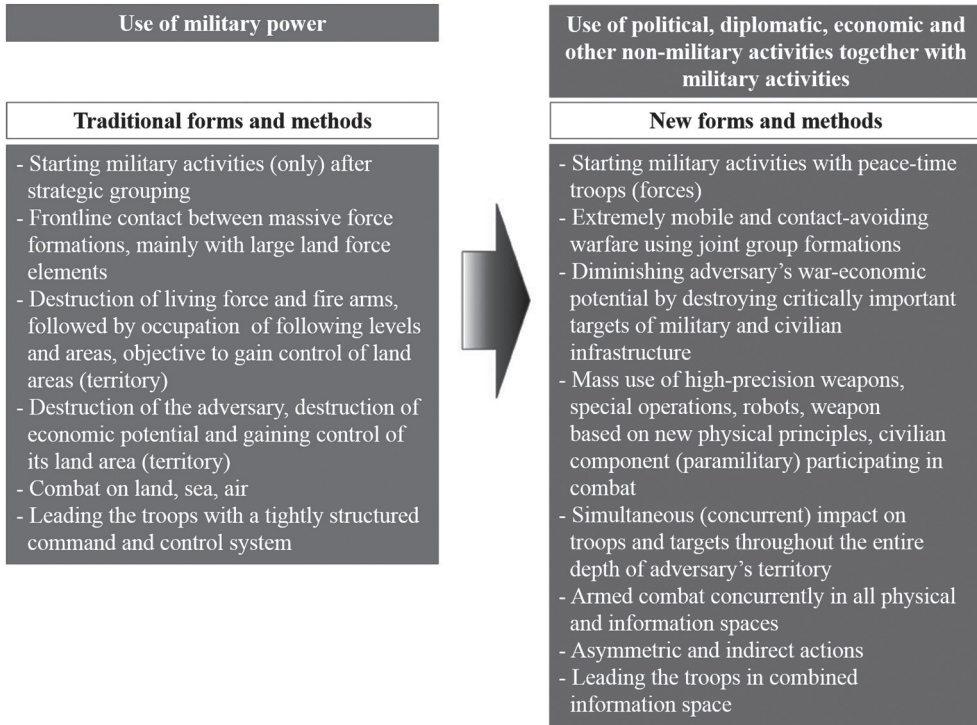 Use of military power
Traditional forms and methods
- Starting military activities (only) after
strategic grouping
- Frontline contact between massive force
formations, mainly with large land force
elements
- Destruction of living force and fire arms,
followed by occupation of following levels
and areas, objective to gain control of land
areas (territory)
- Destruction of the adversary, destruction of
economic potential and gaining control of
its land area (territory)
- Combat on land, sea, air
- Leading the troops with a tightly structured
command and control system
Use of political, diplomatic, economic and
other non-military activities together with
military activities
New forms and methods
- Starting military activities with peace-time
troops (forces)
- Extremely mobile and contact-avoiding
warfare using joint group formations
- Diminishing adversary’s war-economic
potential by destroying critically important
targets of military and civilian
infrastructure
- Mass use of high-precision weapons,
special operations, robots, weapon
based on new physical principles, civilian
component (paramilitary) participating in
combat
- Simultaneous (concurrent) impact on
troops and targets throughout the entire
depth of adversary’s territory
- Armed combat concurrently in all physical
and information spaces
- Asymmetric and indirect actions
- Leading the troops in combined
information space